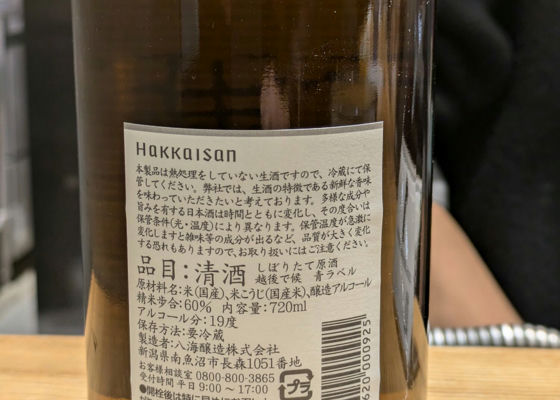 Hakkaisan
本製品は熱処理をしていない生酒ですので、冷蔵にて保
管してください。弊社では、生酒の特徴である新鮮な香味
を味わっていただきたいと考えております。多様な成分や
旨みを有する日本酒は時間とともに変化し、その度合いは
保管条件(光・温度)により異なります。保管温度が急激に
変化しますと雑味等の成分が出るなど、品質が大きく変化
する恐れもありますので、お取り扱いにはご注意ください。
品目:清酒 しぼりたて原酒
越後で候 青ラベル
原材料名:米(国産)、米こうじ(国産米)、醸造アルコール
精米歩合:60% 内容量:720ml
アルコール分:19度
保存方法:要冷蔵
製造者:八海醸造株式会社
新潟県南魚沼市長森1051番地
お客様相談室 0800-800-3865
受付時間 平日 9:00～17:00
プラ
620 000925